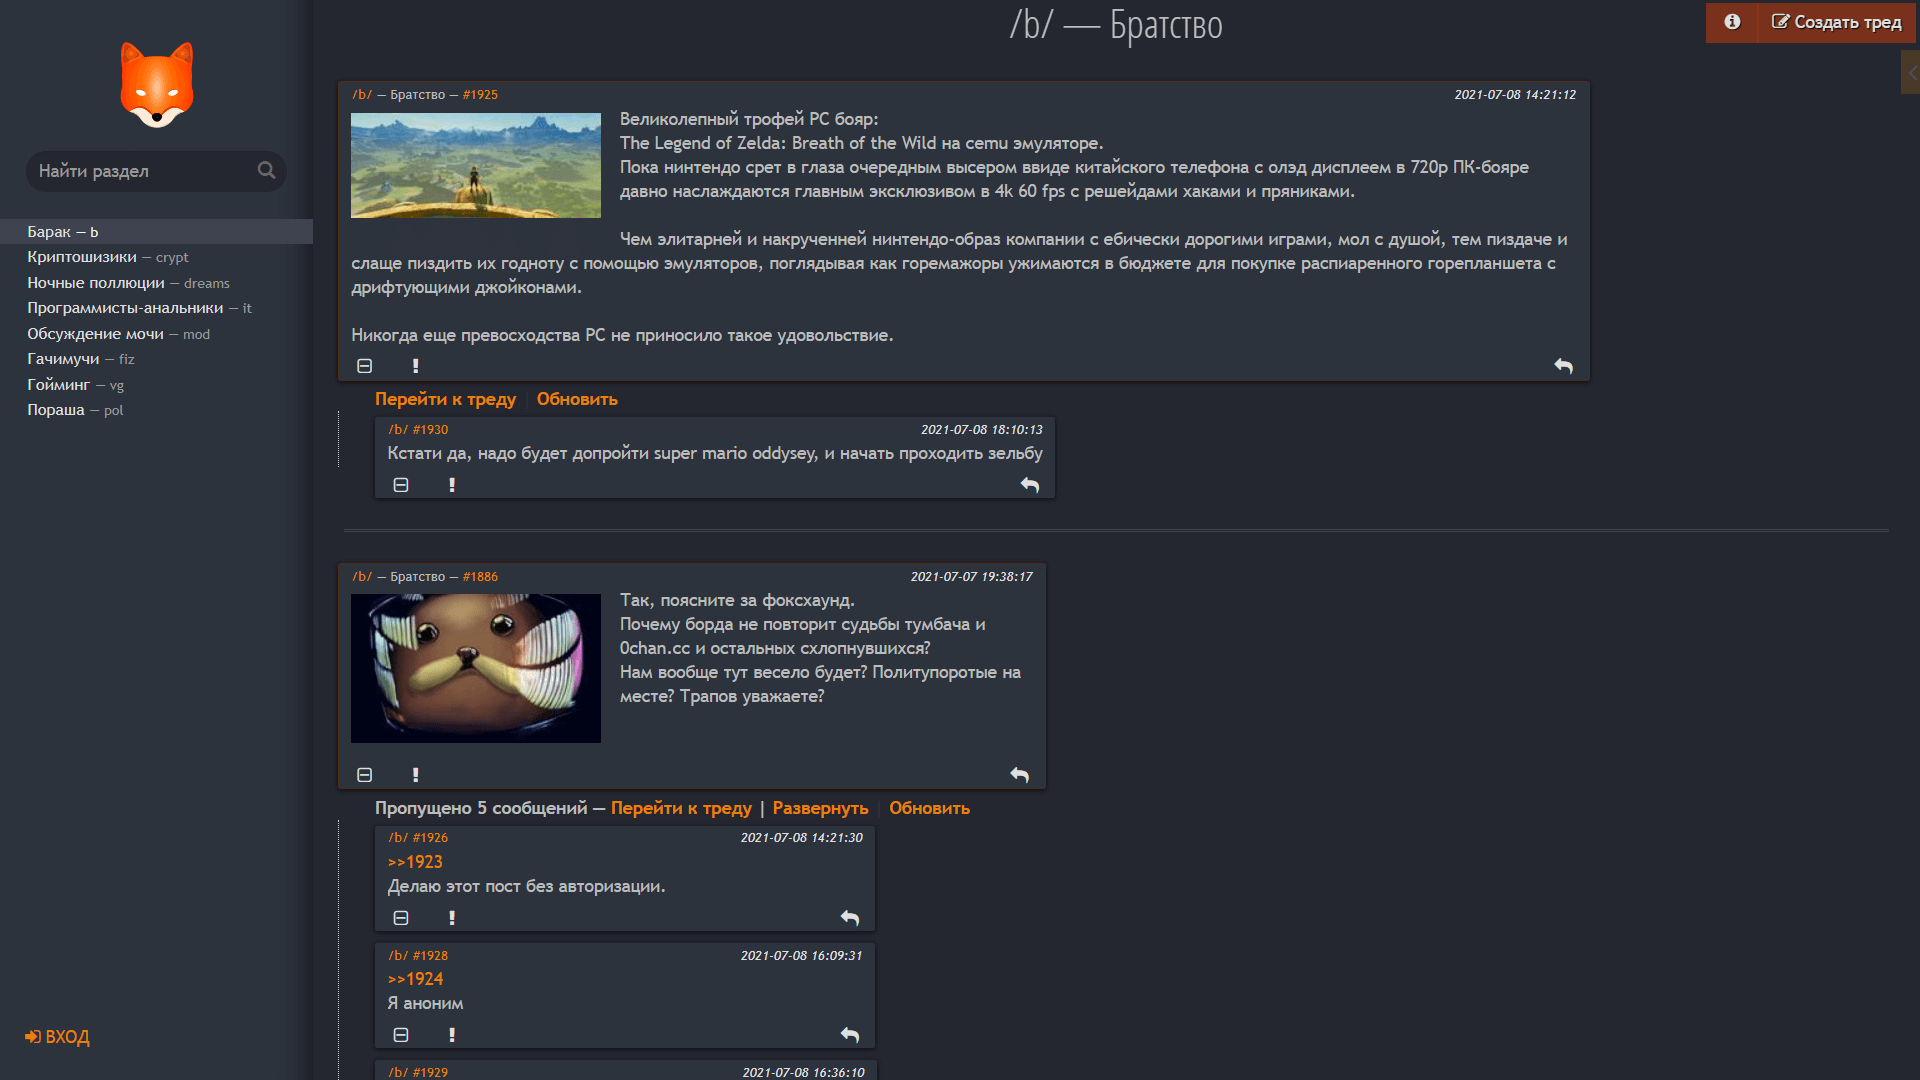 /b/ — Братство
Создать тред
Найти раздел
Барак — b
Криптошизики — crypt
Ночные поллюции — dreams
Программисты-анальники — it
Обсуждение мочи — mod
Гачимучи — fiz
Гойминг — vg
Пораша — pol
ВХОД
/b/ — Братство — #1925 2021-07-08 14:21:12
Великолепный трофей PC бояр:
The Legend of Zelda: Breath of the Wild на cemu эмуляторе.
Пока нинтендо срет в глаза очередным высером ввиде китайского телефона с олэд дисплеем в 720p ПК-бояре
давно наслаждаются главным эксклюзивом в 4k 60 fps с решейдами хаками и пряниками.
Чем элитарней и накрученней нинтендо-образ компании с ебически дорогими играми, мол с душой, тем пиздаче и
слаще пиздить их годноту с помощью эмуляторов, поглядывая как горемажоры ужимаются в бюджете для покупке распиаренного горепланшета с
дрифтующими джойконами.
Никогда еще превосходства PC не приносило такое удовольствие.
Перейти к треду | Обновить
/b/ #1930 2021-07-08 18:10:13
Кстати да, надо будет допройти super mario oddysey, и начать проходить зельбу
/b/ — Братство — #1886 2021-07-07 19:38:17
Так, поясните за фоксхаунд.
Почему борда не повторит судьбы тумбача и
0chan.cc и остальных схлопнувшихся?
Нам вообще тут весело будет? Политупоротые на
месте? Трапов уважаете?
Пропущено 5 сообщений — Перейти к треду | Развернуть | Обновить
/b/ #1926 2021-07-08 14:21:30
>>1923
Делаю этот пост без авторизации.
/b/ #1928 2021-07-08 16:09:31
>>1924
Я аноним
/b/ #1929 2021-07-08 16:36:10